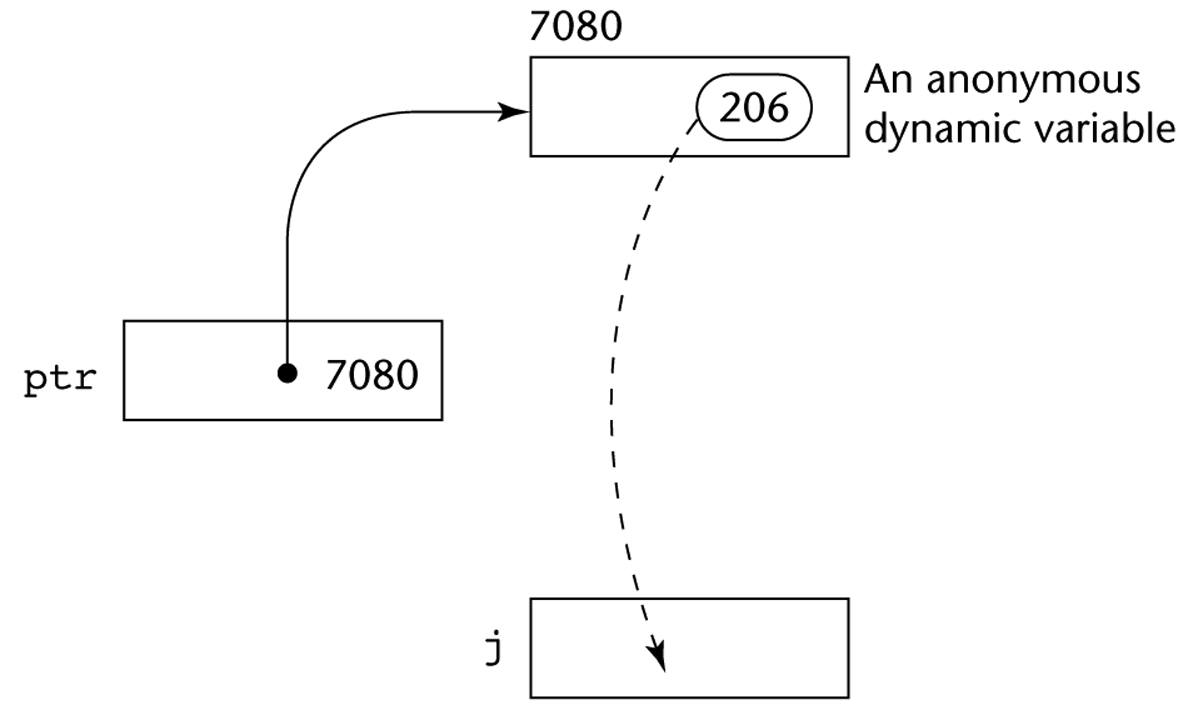 7080
206
An anonymous
dynamic variable
ptr
7080
j